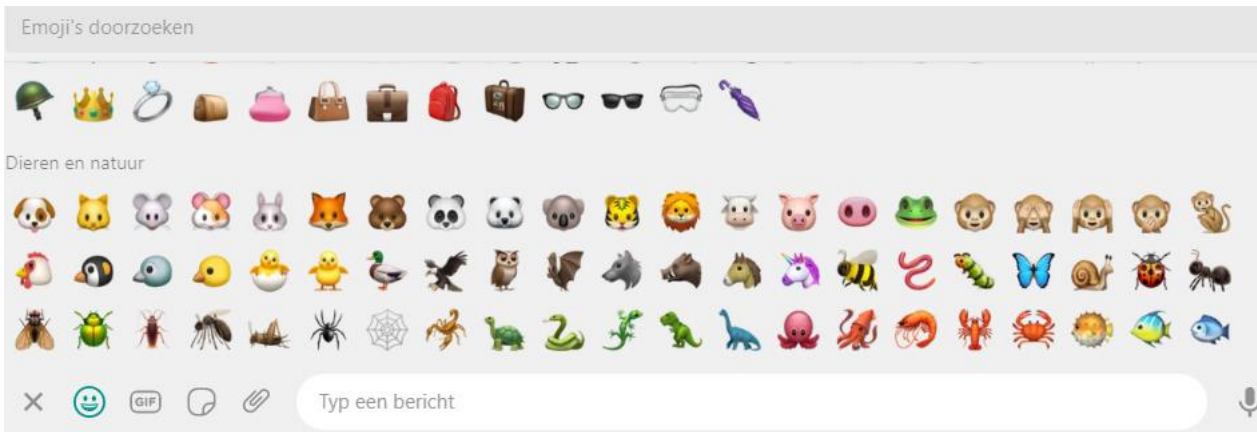 Emoji's doorzoeken
Dieren en natuur
GIF
Typ een bericht